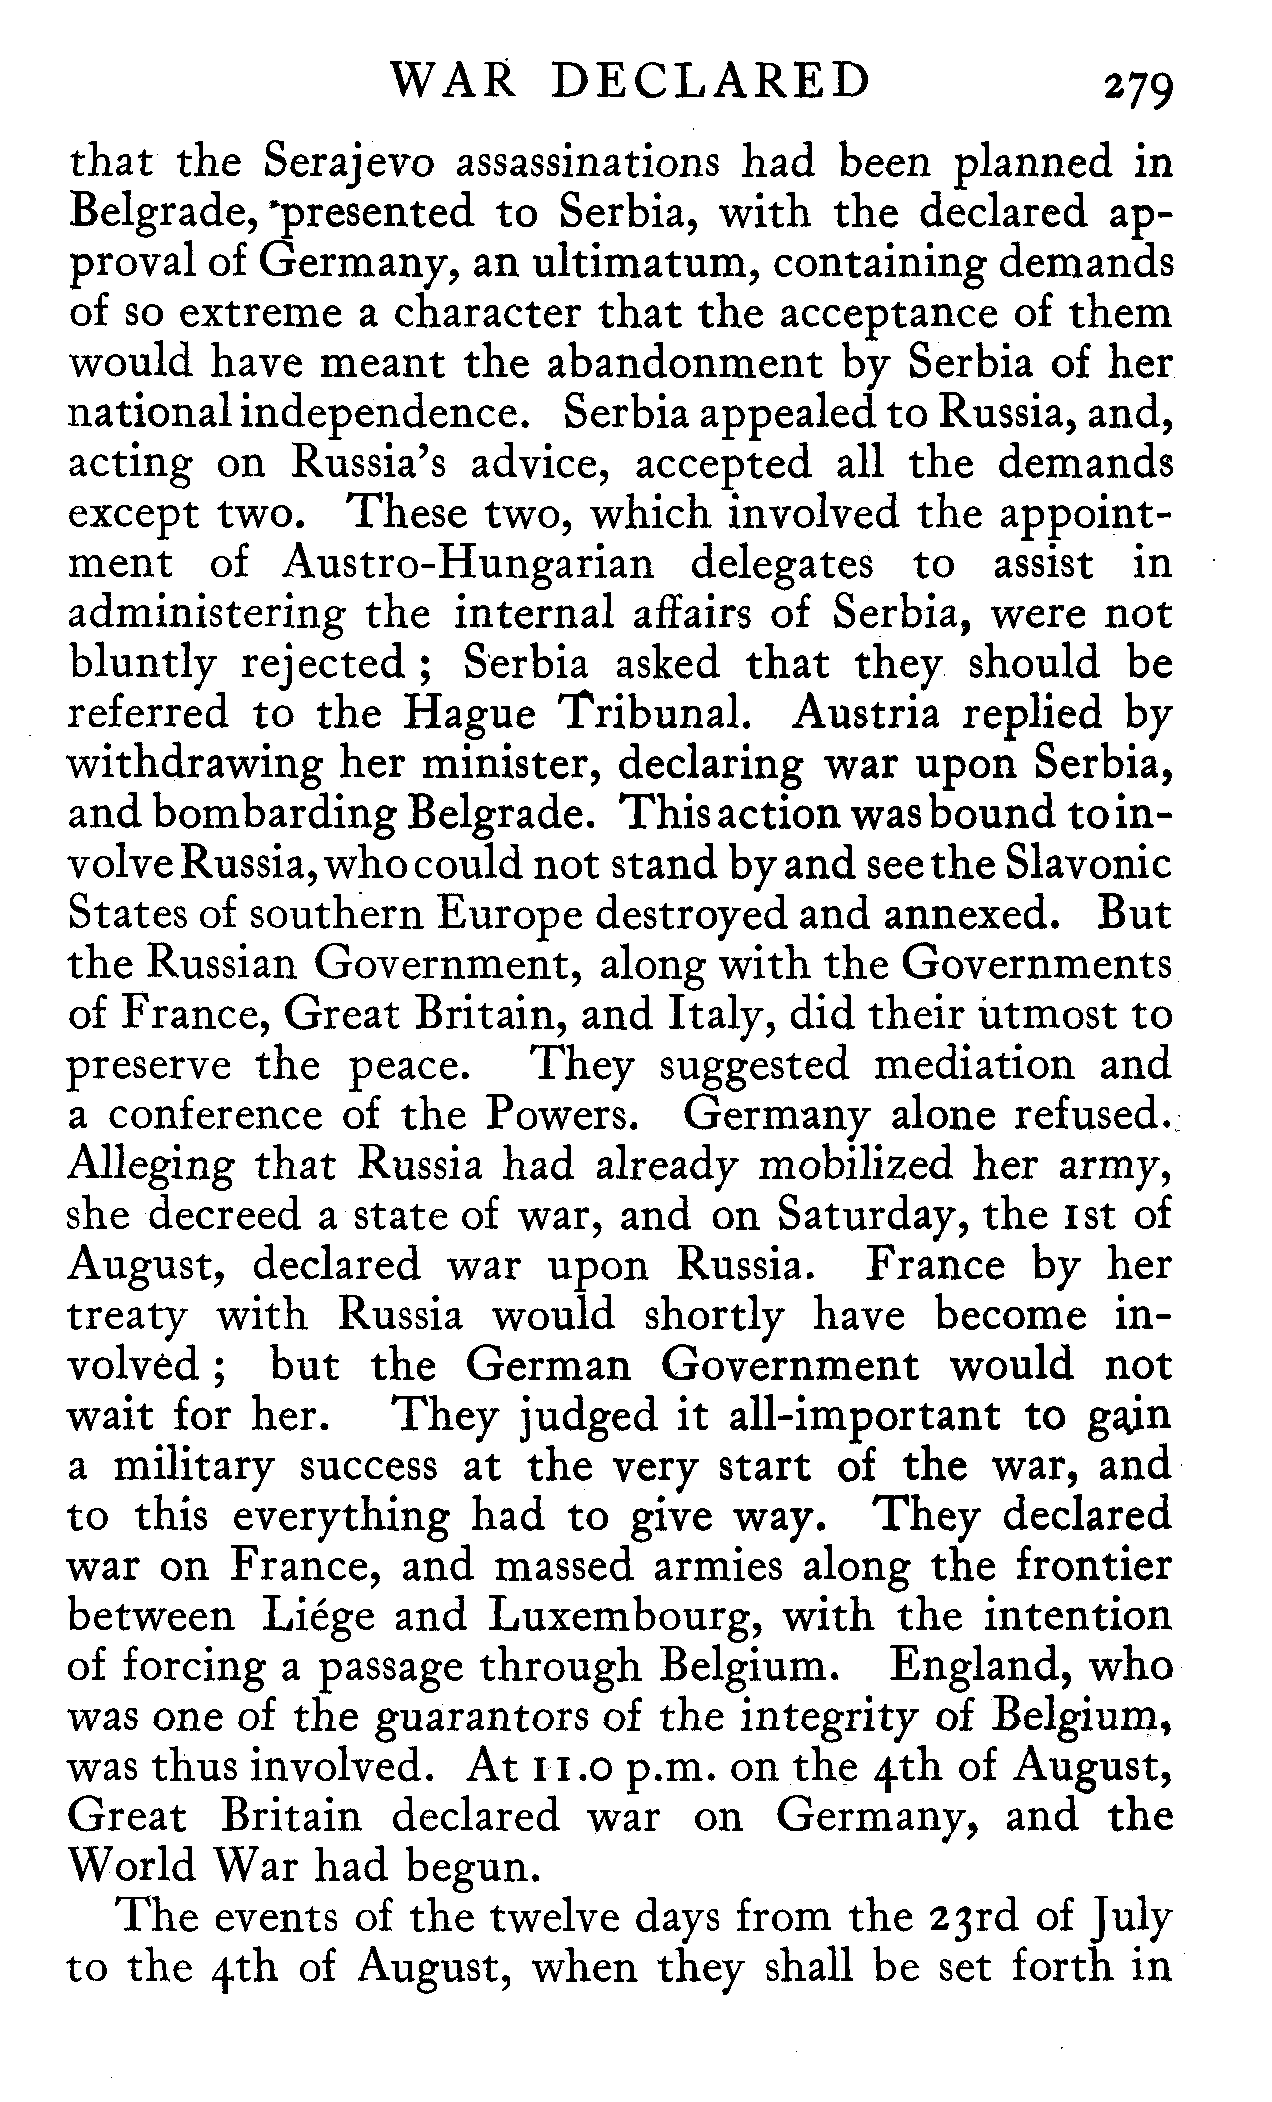 WAR DECLARED 279
that the Serajevo assassinations had been planned in
Belgrade, presented to Serbia, with the declared ap-
proval of Germany, an ultimatum, containing demands
of so extreme a character that the acceptance of them
would have meant the abandonment by Serbia of her
national independence. Serbia appealed to Russia, and,
acting on Russia's advice, accepted all the demands
except two. These two, which involved the appoint-
ment of Austro-Hungarian delegates to assist in
administering the internal affairs of Serbia, were not
bluntly rejected ; Serbia asked that they should be
referred to the Hague Tribunal. Austria replied by
withdrawing her minister, declaring war upon Serbia,
and bombarding Belgrade. This action was bound to in-
volve Russia, who could not stand by and see the Slavonic
States of southern Europe destroyed and annexed. But
the Russian Government, along with the Governments
of France, Great Britain, and Italy, did their utmost to
preserve the peace. They suggested mediation and
a conference of the Powers. Germany alone refused.
Alleging that Russia had already mobilized her army,
she decreed a state of war, and on Saturday, the 1st of
August, declared war upon Russia. France by her
treaty with Russia would shortly have become in-
volved ; but the German Government would not
wait for her. They judged it all-important to gain
a military success at the very start of the war, and
to this everything had to give way. They declared
war on France, and massed armies along the frontier
between Liége and Luxembourg, with the intention
of forcing a passage through Belgium. England, who
was one of the guarantors of the integrity of Belgium,
was thus involved. At 11.0 p.m. on the 4th of August,
Great Britain declared war on Germany, and the
World War had begun.
The events of the twelve days from the 23rd of July
to the 4th of August, when they shall be set forth in